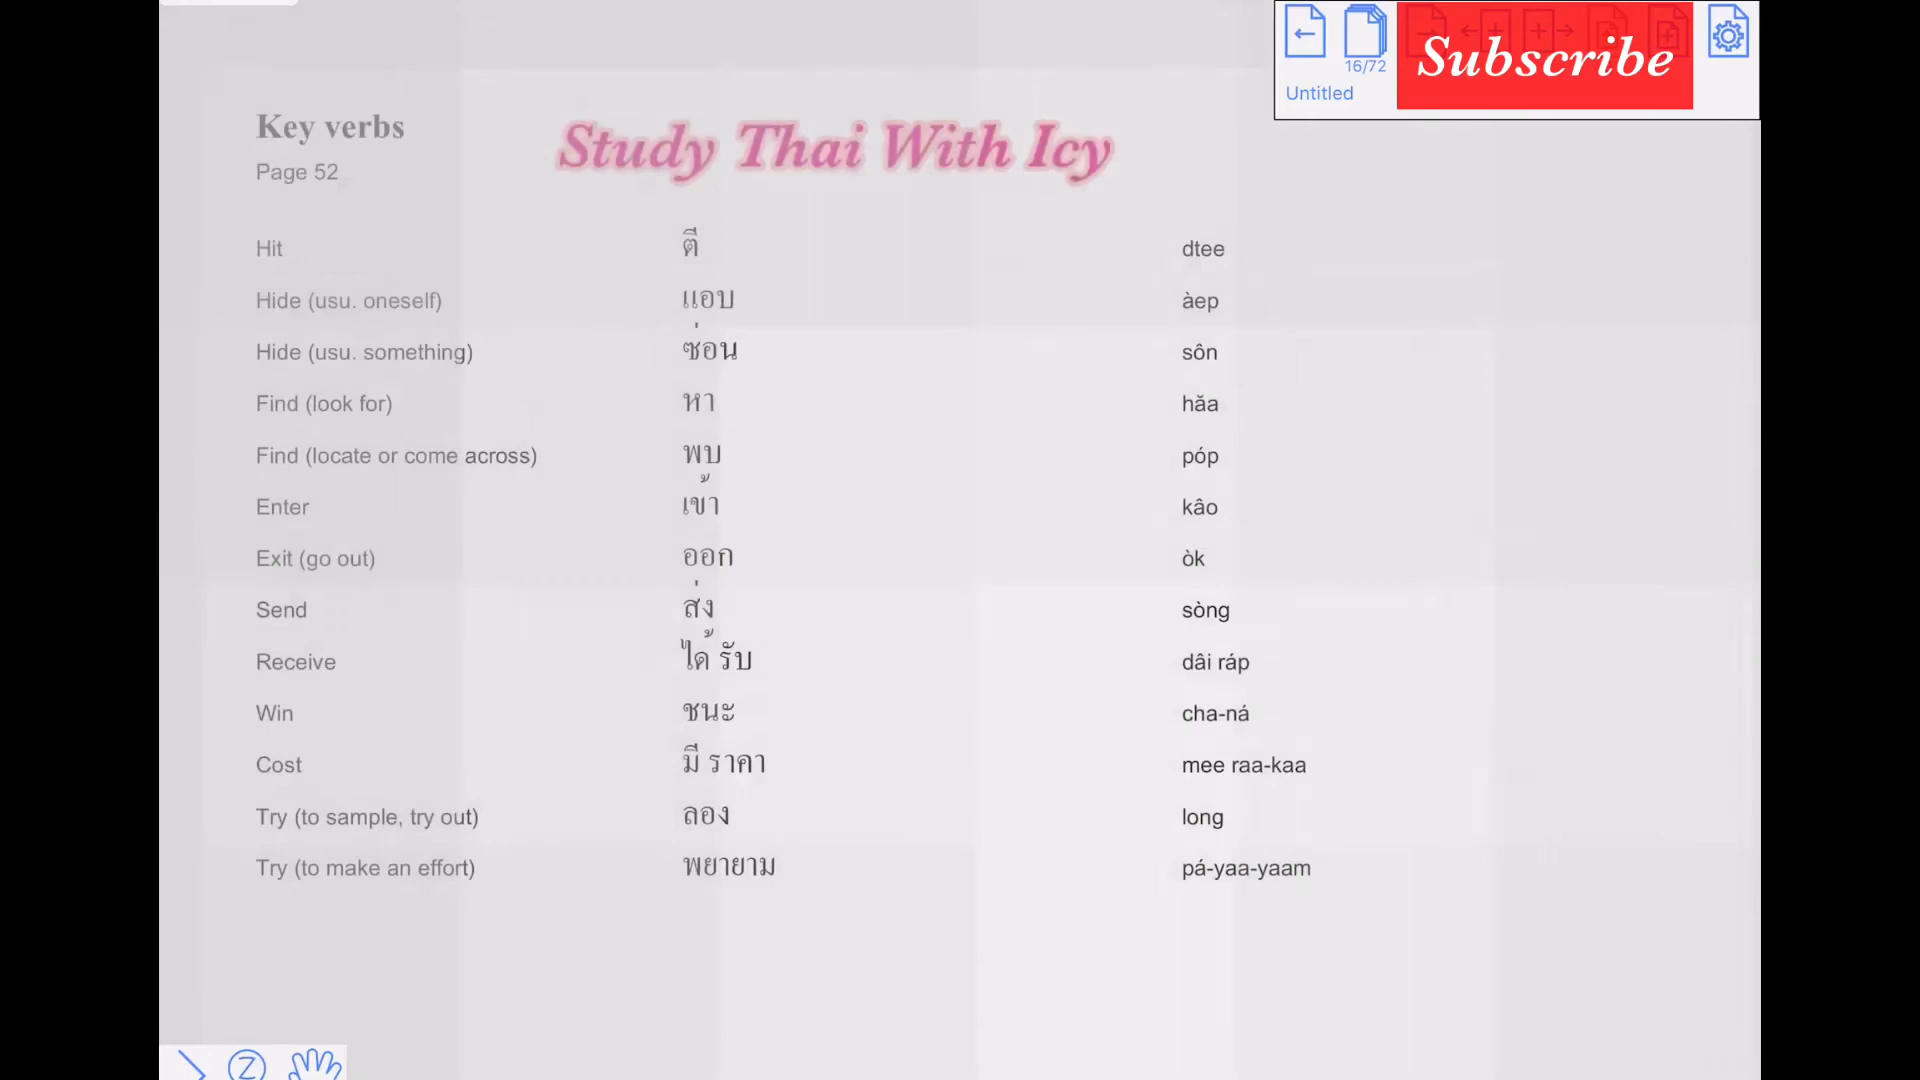 16/72
Subscribe
Untitled
Key verbs
Study Thai With Icy
Page 52
Hit ตี dtee
Hide (usu. oneself) แอบ àep
Hide (usu. something) ซ่อน sôn
Find (look for) หา hăa
Find (locate or come across) พบ póp
Enter เข้า kâo
Exit (go out) ออก òk
Send ส่ง sòng
Receive ได้ รับ dâi ráp
Win ชนะ cha-ná
Cost มี ราคา mee raa-kaa
Try (to sample, try out) ลอง long
Try (to make an effort) พยายาม pá-yaa-yaam
Z